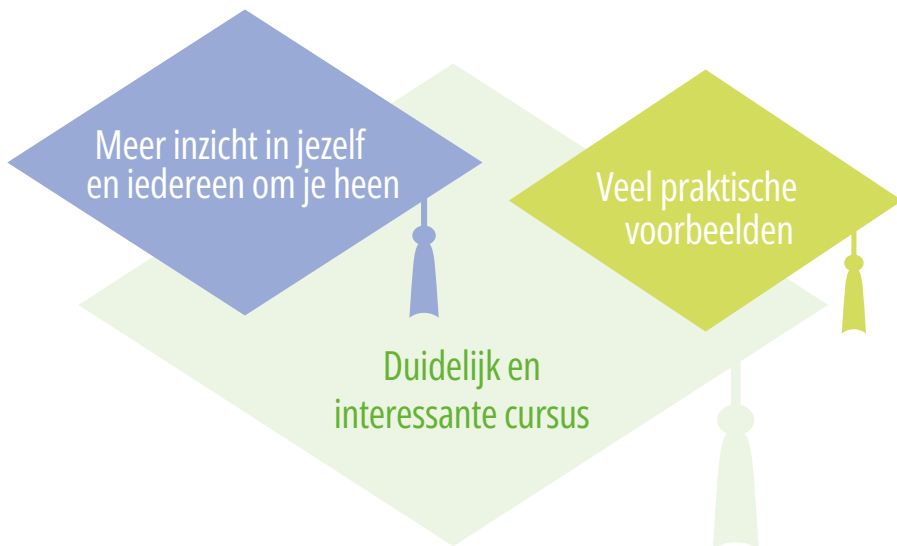 Meer inzicht in jezelf
en iedereen om je heen
Veel praktische
voorbeelden
Duidelijk en
interessante cursus